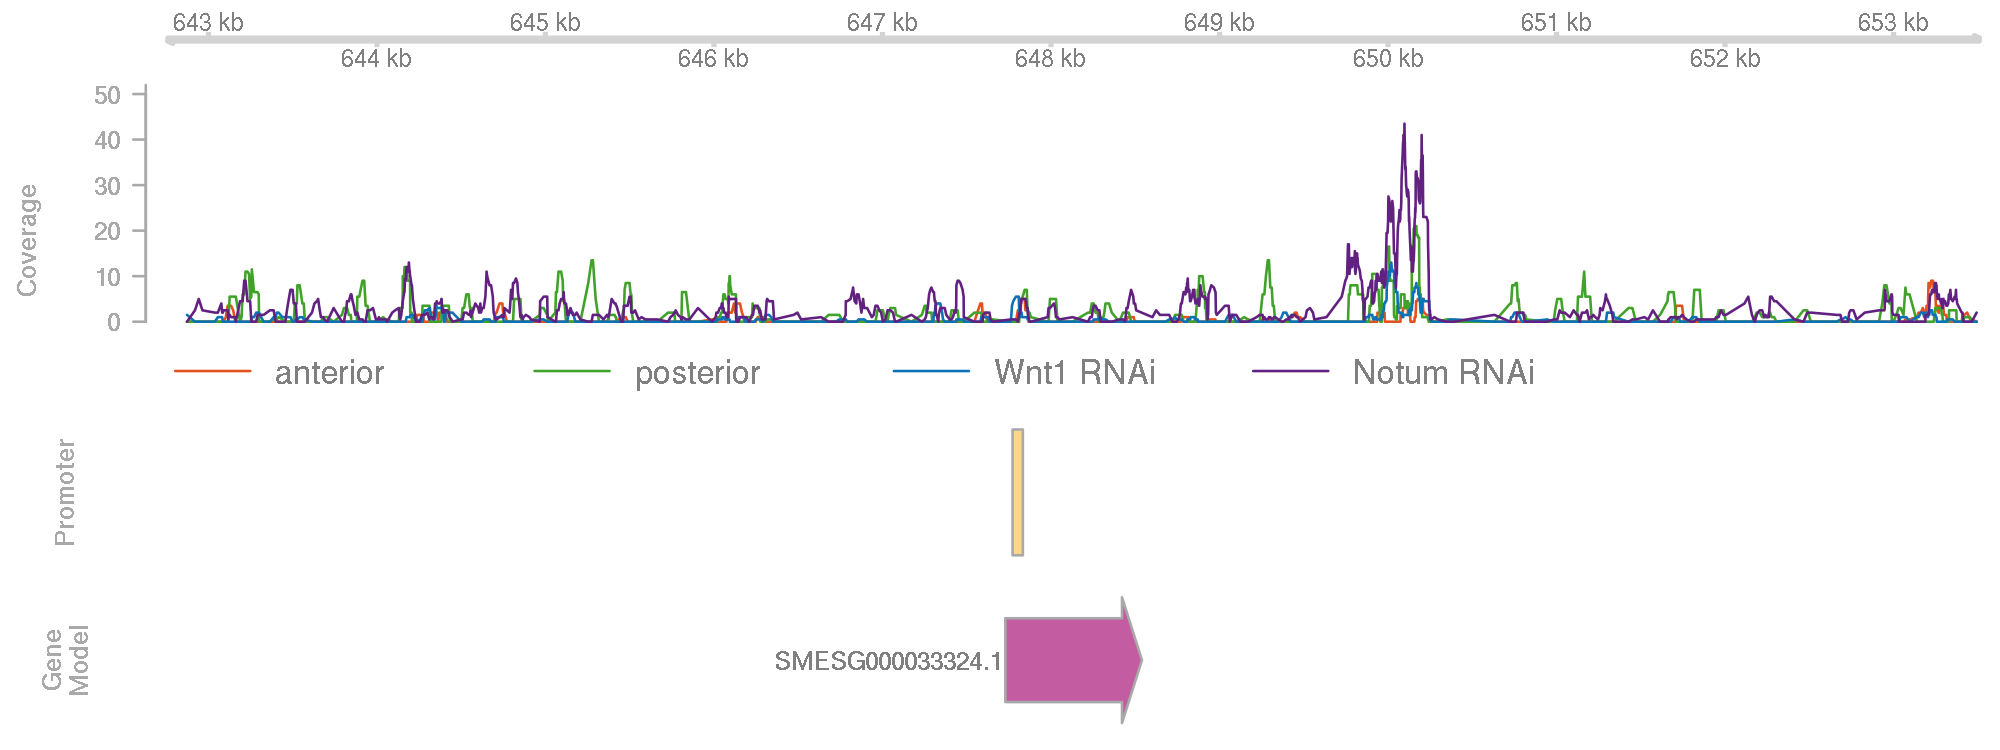 643 kb 645 kb 647 kb 649 kb 651 kb 653 kb
644 kb 646 kb 648 kb 650 kb 652 kb
50
40
30
20
10
0
Coverage
anterior posterior Wnt1 RNAi Notum RNAi
Promoter
Gene
Model
SMESG000033324.1